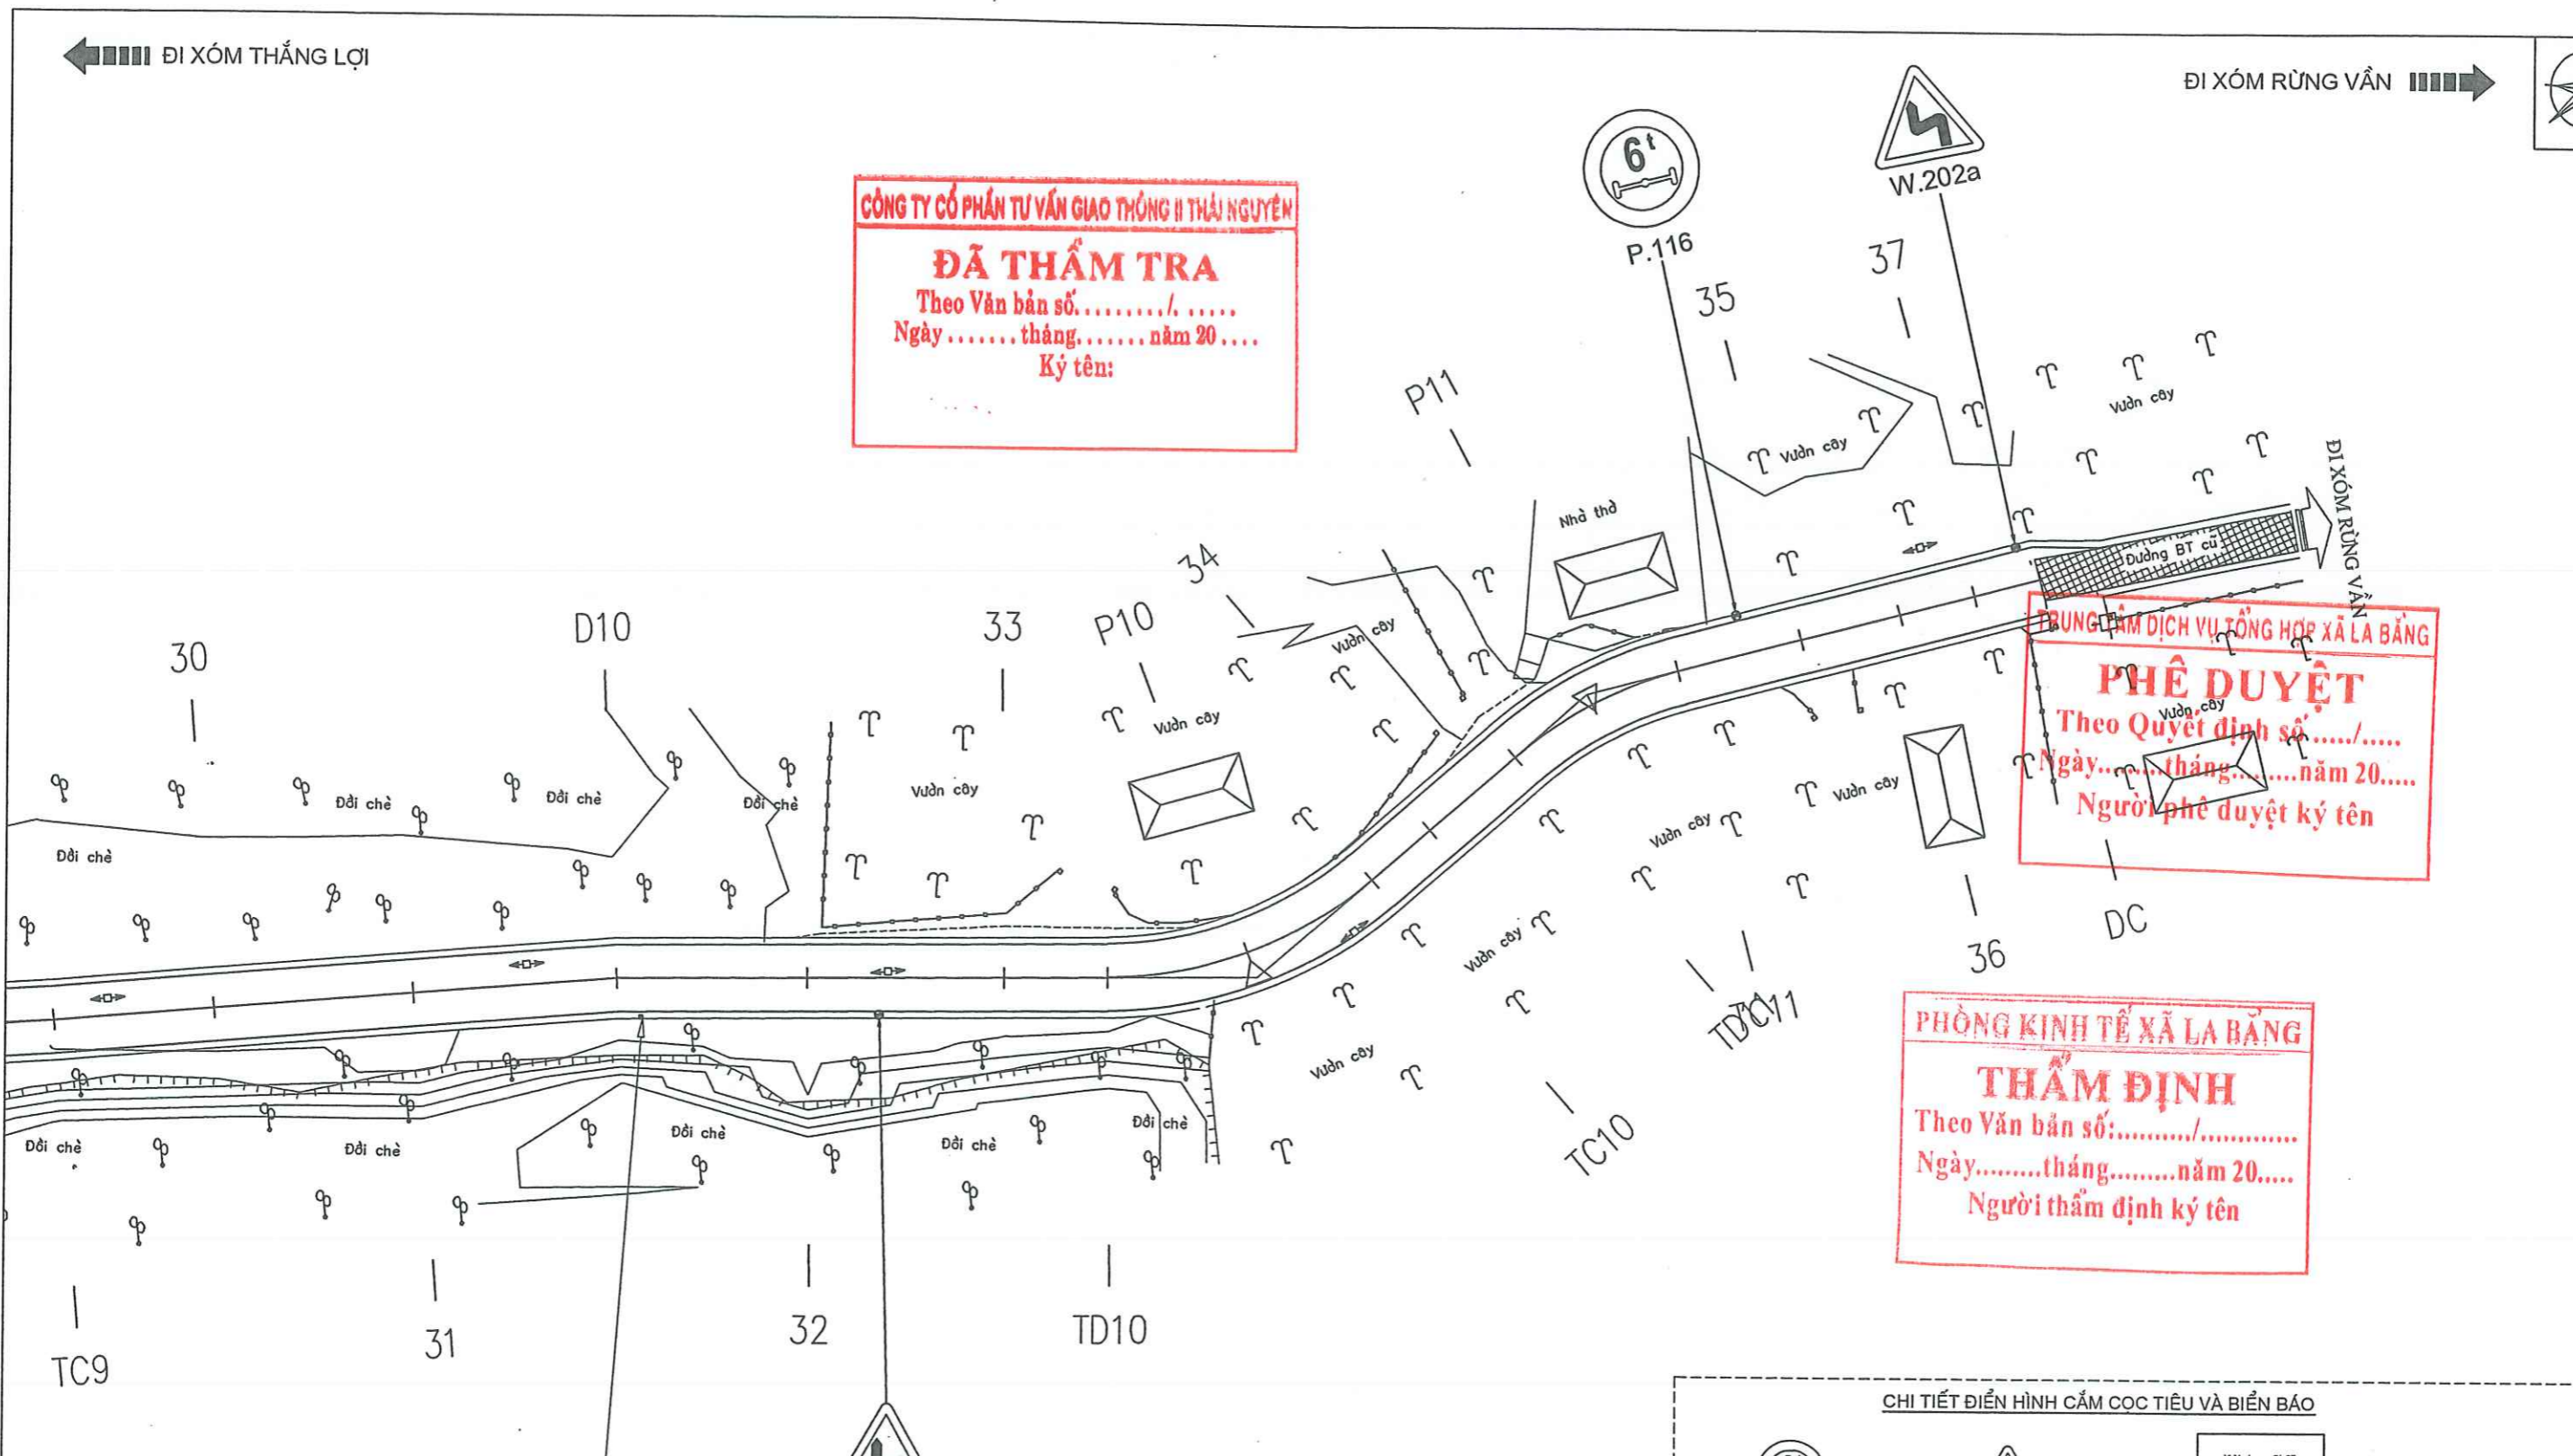 ĐI XÓM THẮNG LỢI
ĐI XÓM RỪNG VẦN
6t
P.116
W.202a
CÔNG TY CỔ PHẦN TƯ VẤN GIAO THÔNG II THÁI NGUYÊN
ĐÃ THẨM TRA
Theo Văn bản số........./. .....
Ngày.......tháng.......năm 20....
Ký tên:
37
35
P11
Vườn cây
Vườn cây
Nhà thờ
ĐI XÓM RỪNG VẦN
Đường BT cũ
34
Vườn cây
30
D10
33
P10
Vườn cây
Đồi chè
Đồi chè
Đồi chè
Vườn cây
Đồi chè
Vườn cây
Vườn cây
Vườn cây
Vườn cây
TRUNG TÂM DỊCH VỤ TỔNG HỢP XÃ LA BẰNG
PHÊ DUYỆT
Vườn cây
Theo Quyết định số...../.....
Ngày.........tháng.........năm 20.....
Người phê duyệt ký tên
DC
36
TC11
TD11
TC10
PHÒNG KINH TẾ XÃ LA BẰNG
THẨM ĐỊNH
Theo Văn bản số:........../.............
Ngày.........tháng.........năm 20.....
Người thẩm định ký tên
Đồi chè
Đồi chè
Đồi chè
Đồi chè
Đồi chè
TC9
31
32
TD10
CHI TIẾT ĐIỂN HÌNH CẮM CỌC TIÊU VÀ BIỂN BÁO